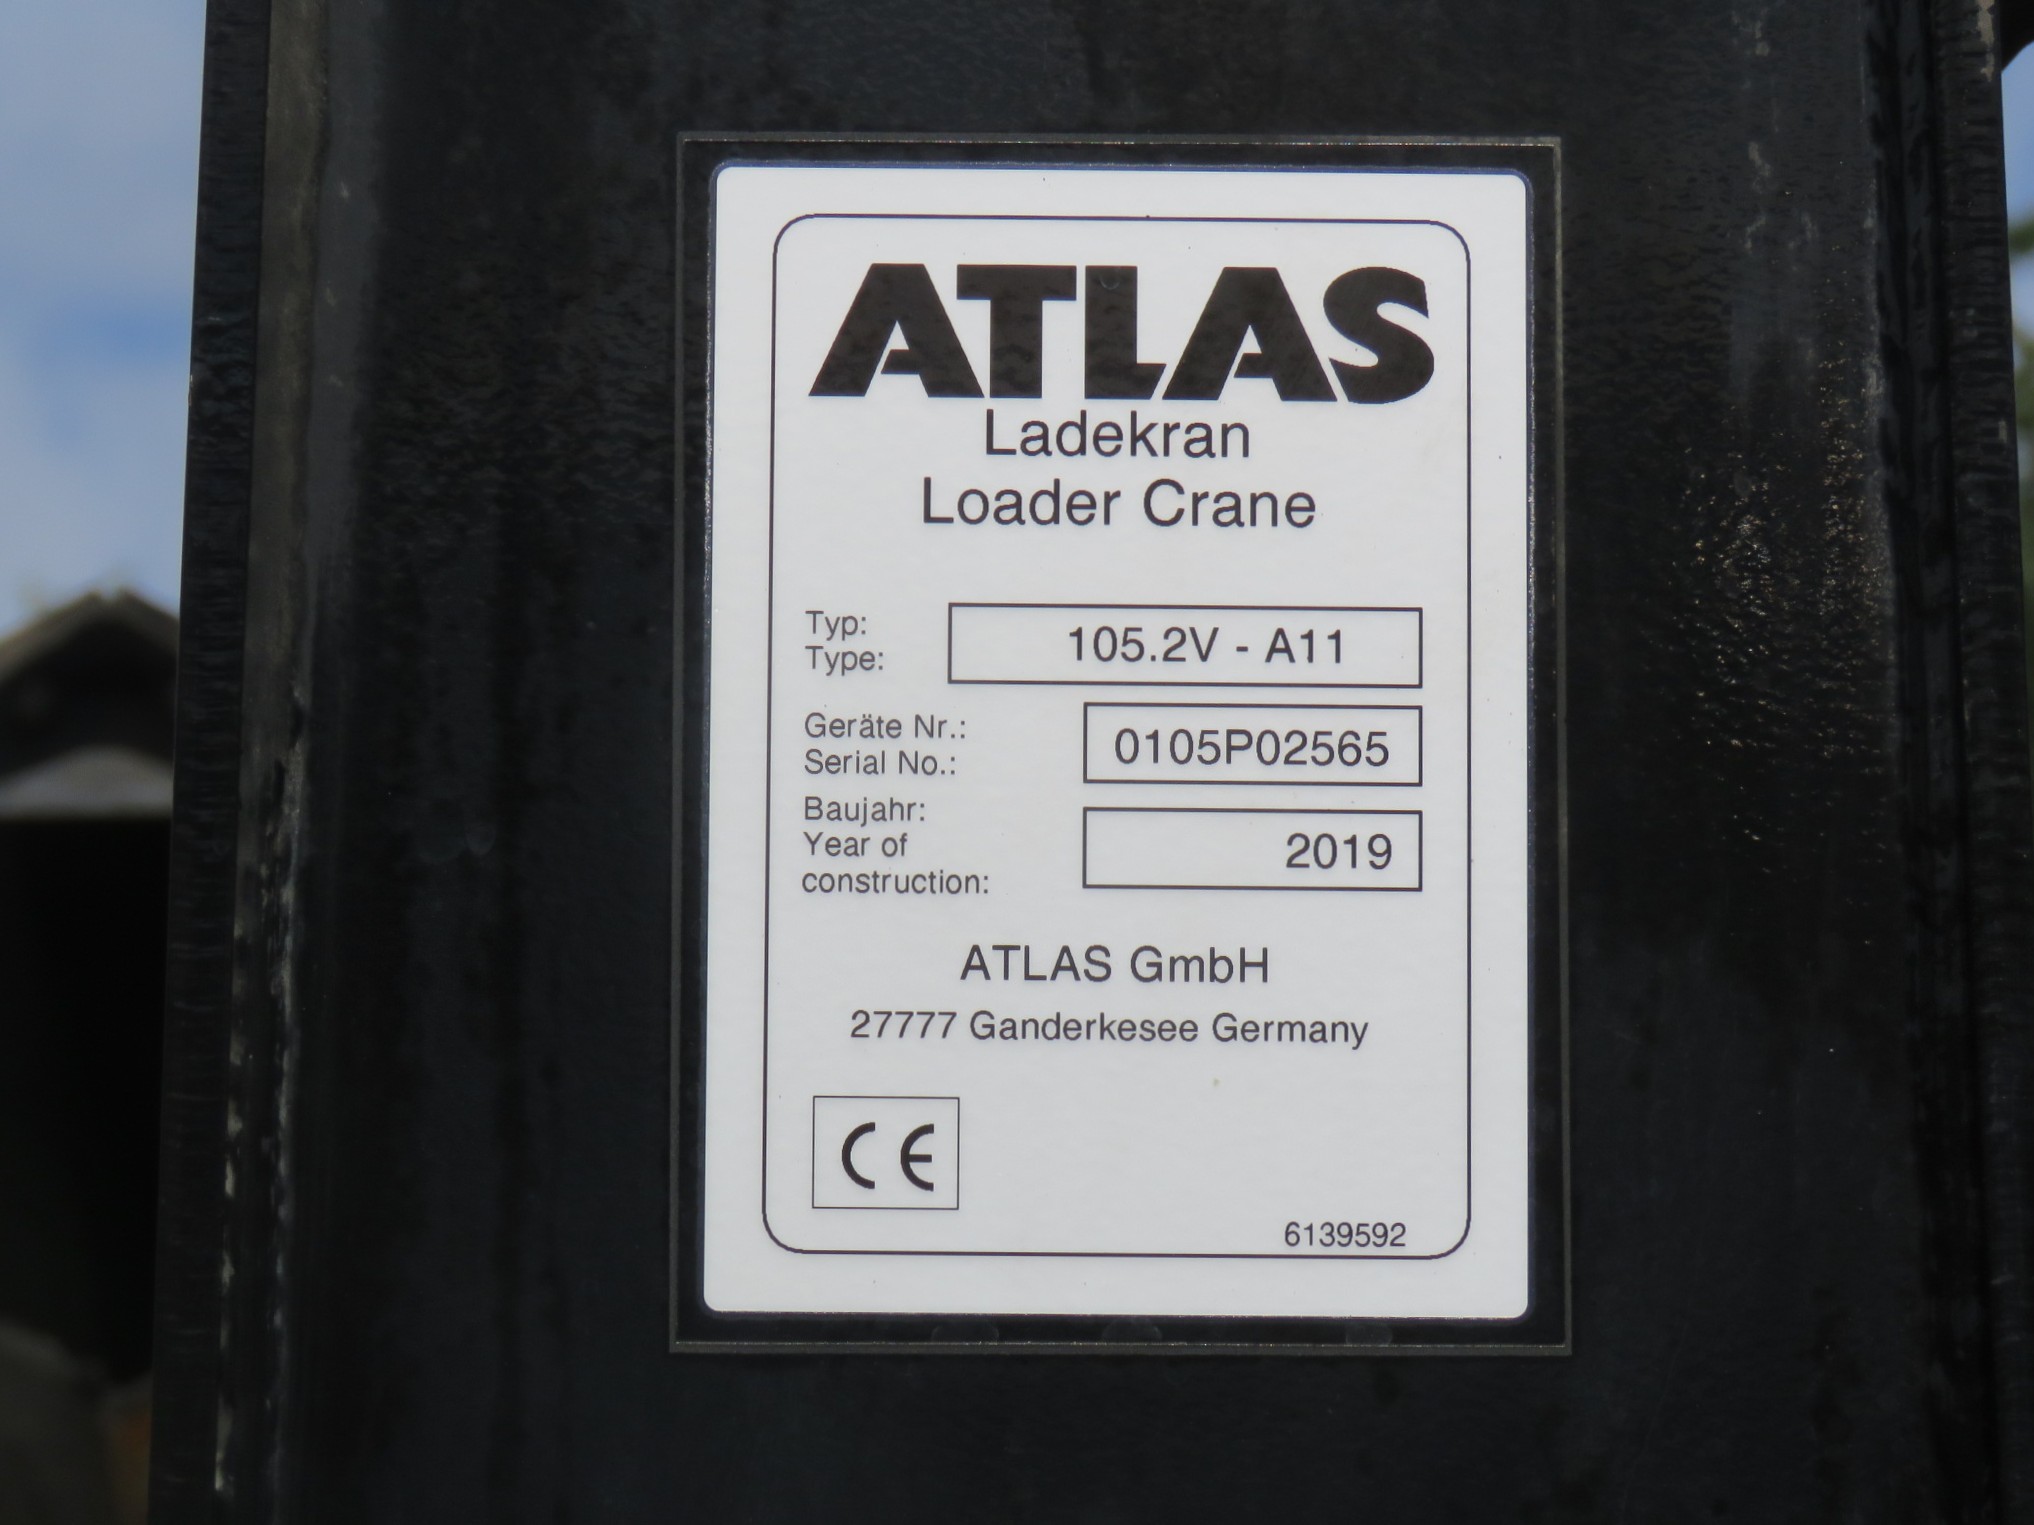 ATLAS
Ladekran
Loader Crane
Typ:
Type:
105.2V - A11
Geräte Nr.:
Serial No.:
0105P02565
Baujahr:
Year of
construction:
2019
ATLAS GmbH
27777 Ganderkesee Germany
CE
6139592